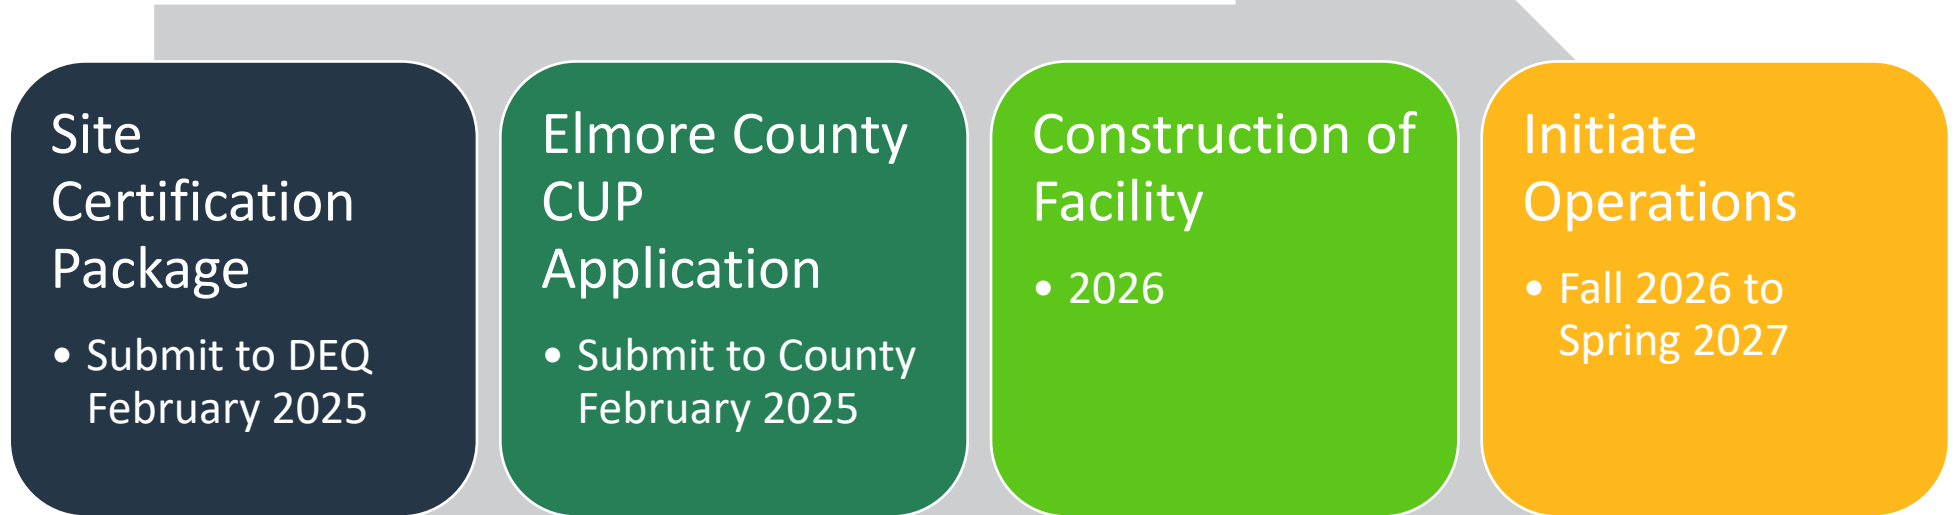 Site
Certification
Package
• Submit to DEQ
February 2025
Elmore County
CUP
Application
• Submit to County
February 2025
Construction of
Facility
• 2026
Initiate
Operations
• Fall 2026 to
Spring 2027